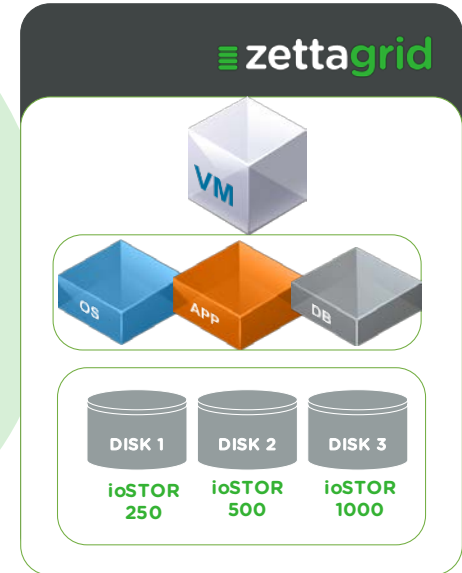 zettagrid
VM
OS
APP
DB
DISK 1
DISK 2
DISK 3
ioSTOR
250
ioSTOR
500
ioSTOR
1000